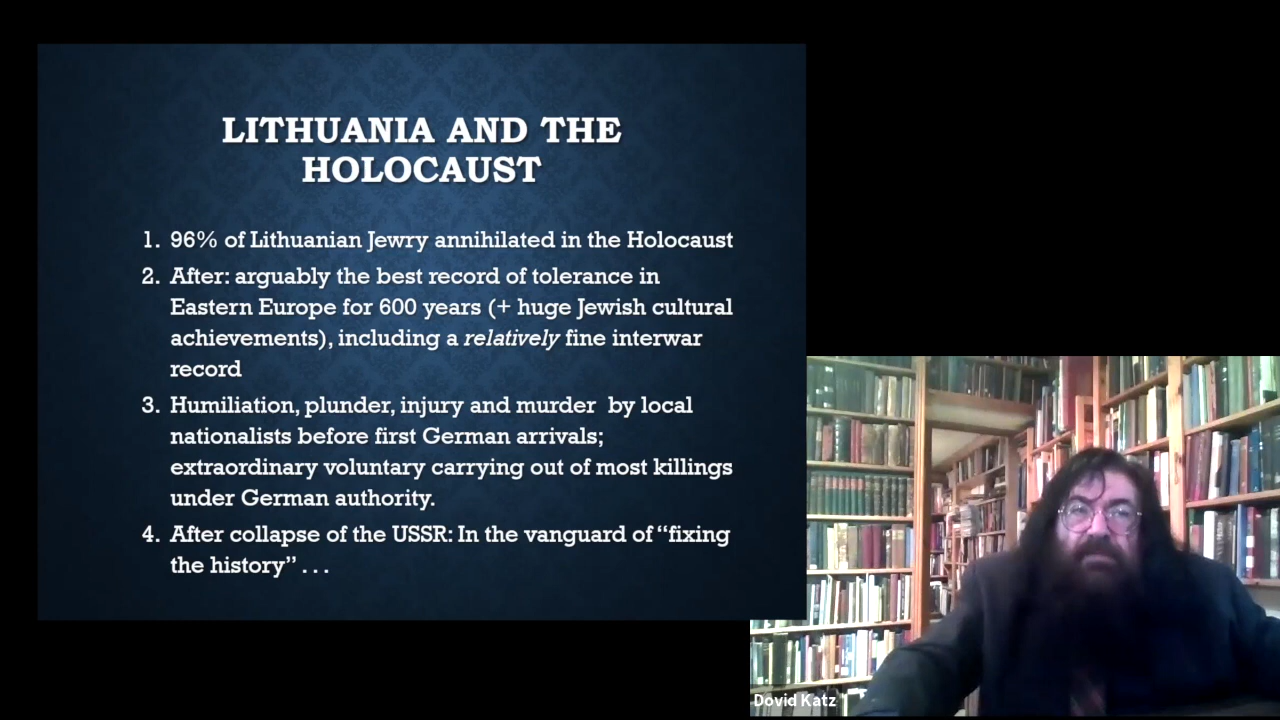 LITHUANIA AND THE
HOLOCAUST
1. 96% of Lithuanian Jewry annihilated in the Holocaust
2. After: arguably the best record of tolerance in
Eastern Europe for 600 years (+ huge Jewish cultural
achievements), including a relatively fine interwar
record
3. Humiliation, plunder, injury and murder by local
nationalists before first German arrivals;
extraordinary voluntary carrying out of most killings
under German authority.
4. After collapse of the USSR: In the vanguard of “fixing
the history” . . .
Dovid Katz